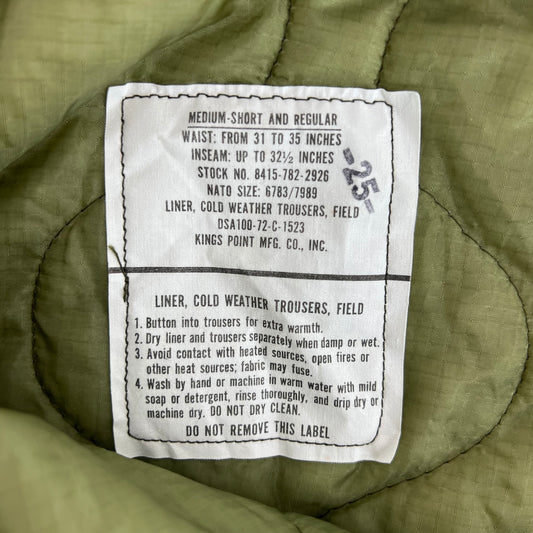 MEDIUM-SHORT AND REGULAR
WAIST: FROM 31 TO 35 INCHES
INSEAM: UP TO 32½ INCHES
STOCK NO. 8415-782-2926
NATO SIZE: 6783/7989
LINER, COLD WEATHER TROUSERS, FIELD
DSA100-72-C-1523
KINGS POINT MFG. CO., INC.
-25-
LINER, COLD WEATHER TROUSERS, FIELD
1. Button into trousers for extra warmth.
2. Dry liner and trousers separately when damp or wet.
3. Avoid contact with heated sources, open fires or
other heat sources; fabric may fuse.
4. Wash by hand or machine in warm water with mild
soap or detergent, rinse thoroughly, and drip dry or
machine dry. DO NOT DRY CLEAN.
DO NOT REMOVE THIS LABEL